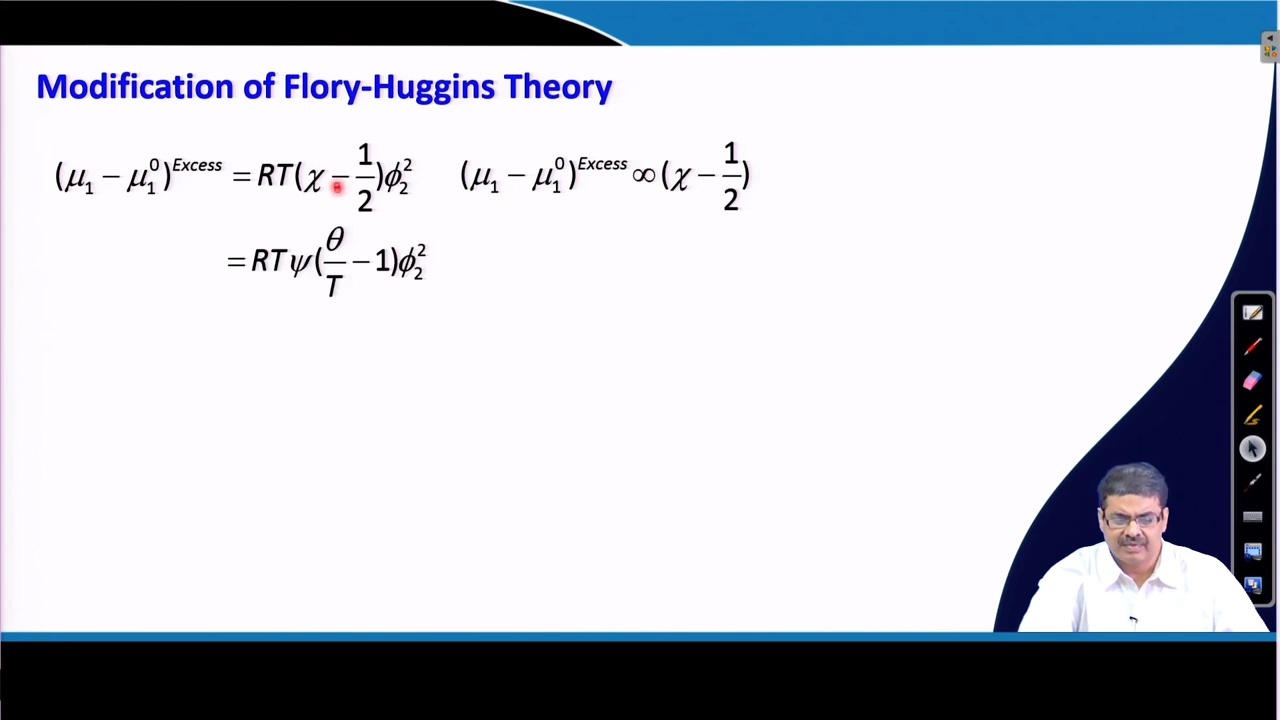 Modification of Flory-Huggins Theory
(μ₁ − μ₁⁰)^Excess = RT(χ − 1/2)ϕ₂² (μ₁ − μ₁⁰)^Excess ∞ (χ − 1/2)
= RTψ(θ/T − 1)ϕ₂²